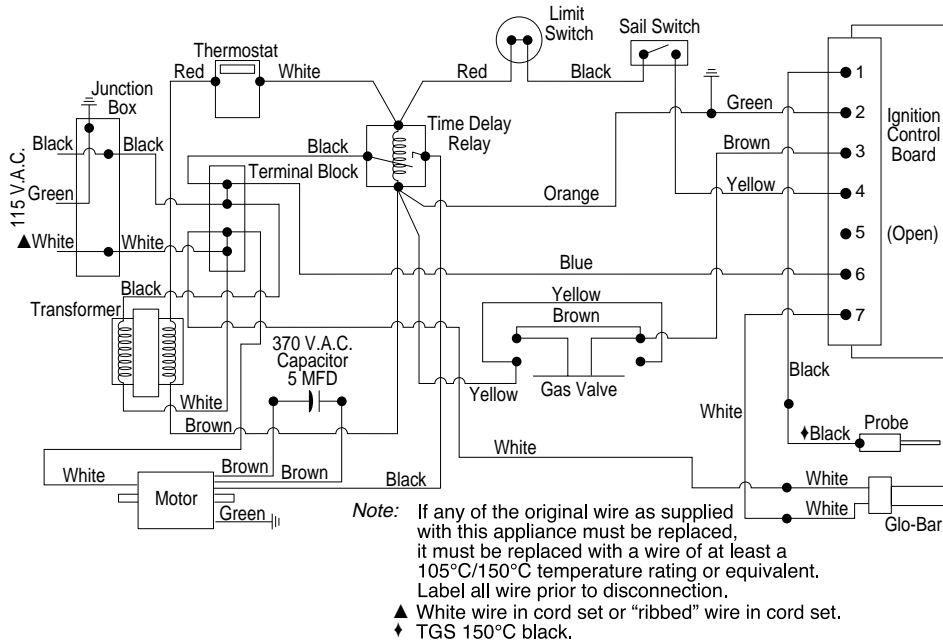 Limit
Switch
Sail Switch
Thermostat
Red
White
Red
Black
1
Junction
Box
Green
2
Ignition
Control
Board
Black
Black
Black
Time Delay
Relay
Brown
3
115 V.A.C.
Green
Terminal Block
Orange
Yellow
4
▲White
White
5
(Open)
Blue
6
Black
Yellow
Transformer
Brown
7
370 V.A.C.
Capacitor
5 MFD
Gas Valve
Yellow
Black
White
White
Brown
♦Black
Probe
White
White
Brown
Brown
Black
White
Motor
White
Green
Glo-Bar
Note: If any of the original wire as supplied
with this appliance must be replaced,
it must be replaced with a wire of at least a
105°C/150°C temperature rating or equivalent.
Label all wire prior to disconnection.
▲ White wire in cord set or “ribbed” wire in cord set.
♦ TGS 150°C black.